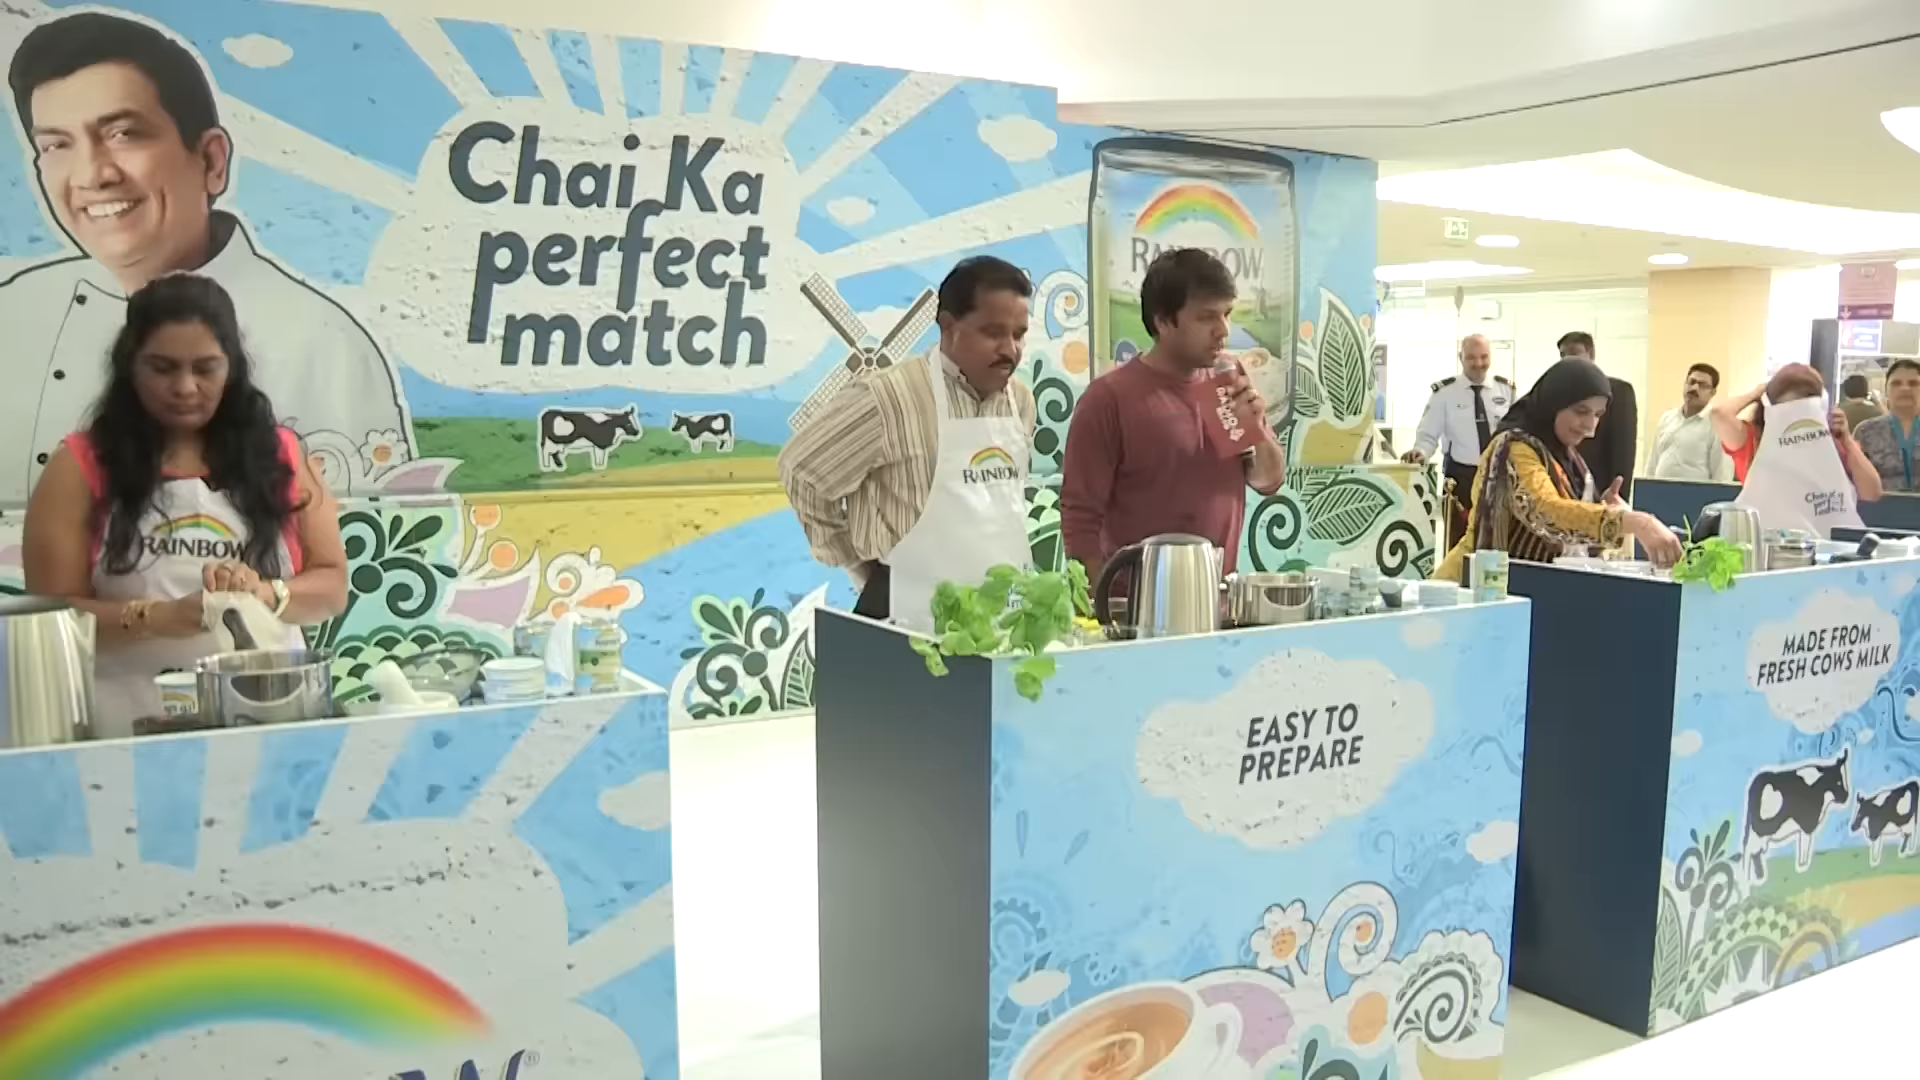 Chai Ka
perfect
match
RAINBOW
RAINBOW
RAINBOW
RAINBOW
EASY TO
PREPARE
MADE FROM
FRESH COWS MILK